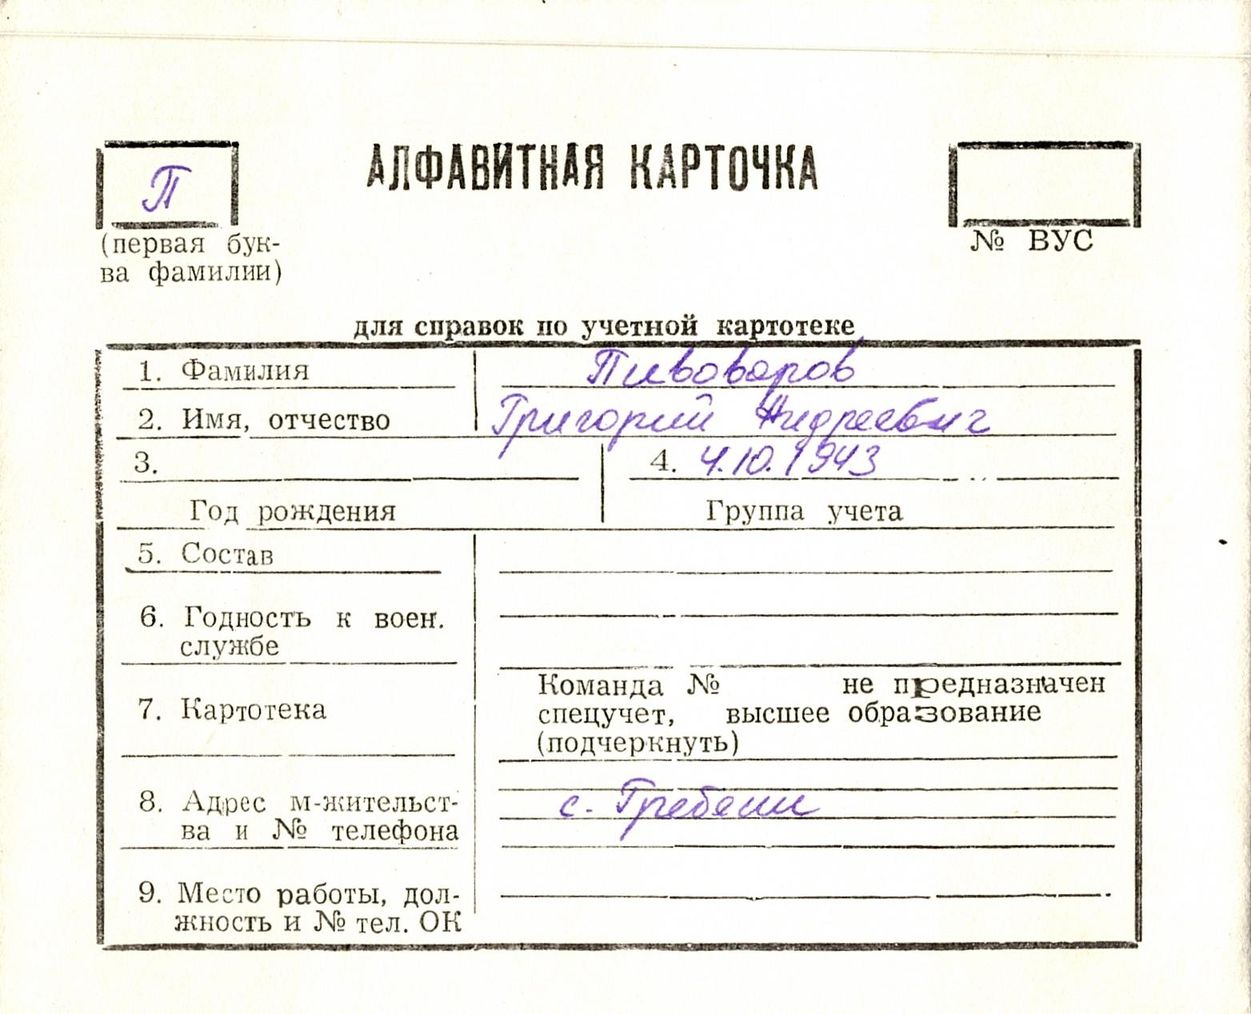 П
АЛФАВИТНАЯ КАРТОЧКА
(первая бук-
ва фамилии)
№ ВУС
для справок по учетной картотеке
1. Фамилия Пивоваров
2. Имя, отчество Григорий Андреевич
3. 4. 4.10.1943
Год рождения Группа учета
5. Состав
6. Годность к воен.
службе
7. Картотека
Команда № не предназначен
спецучет, высшее образование
(подчеркнуть)
8. Адрес м-жительст-
ва и № телефона
с. Гребени
9. Место работы, дол-
жность и № тел. ОК